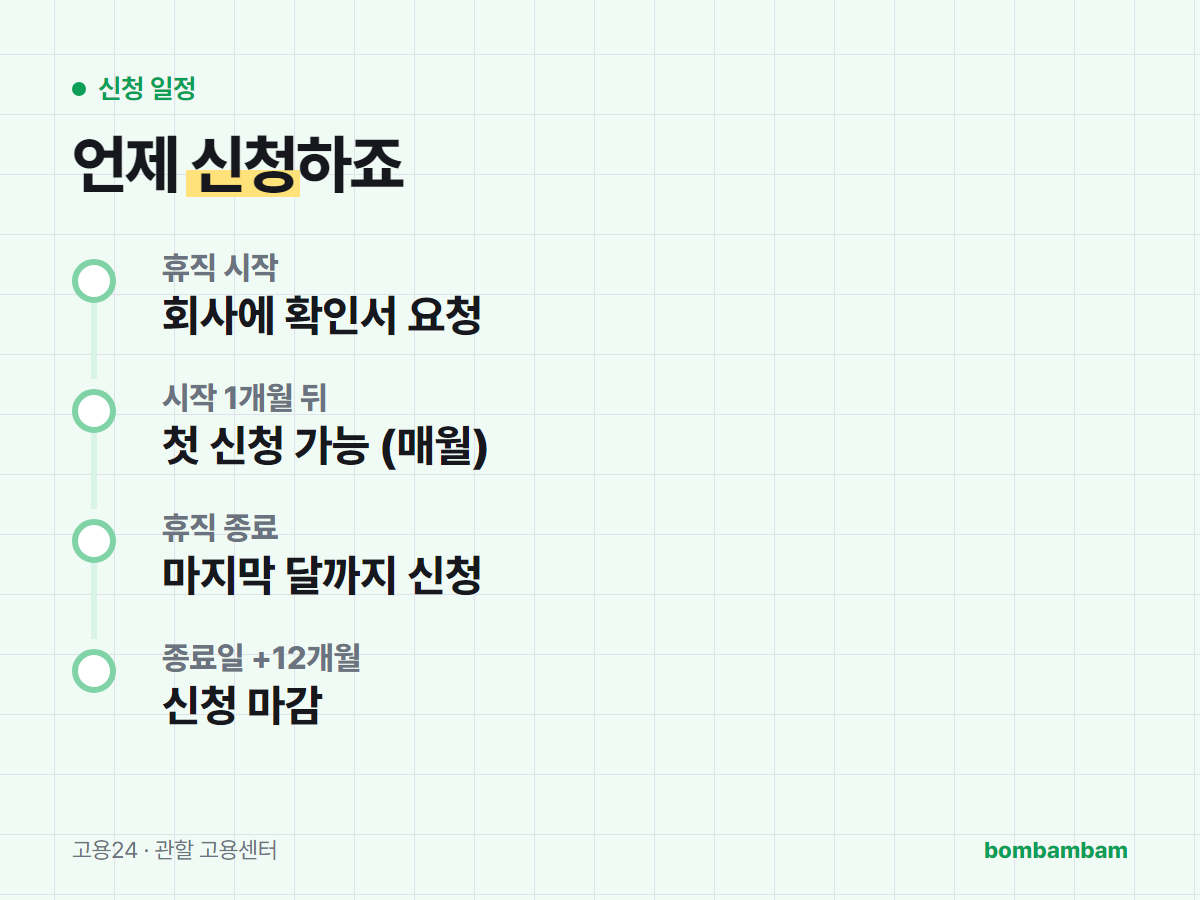 신청 일정
언제 신청하죠
휴직 시작
회사에 확인서 요청
시작 1개월 뒤
첫 신청 가능 (매월)
휴직 종료
마지막 달까지 신청
종료일 +12개월
신청 마감
고용24 · 관할 고용센터
bombambam